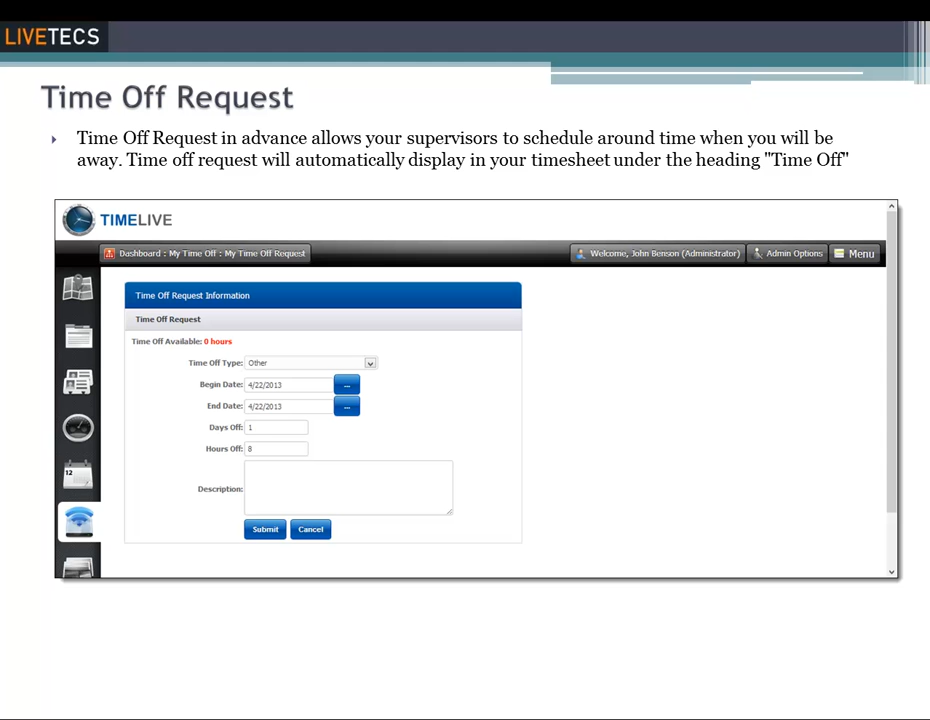 LIVETECS
Time Off Request
Time Off Request in advance allows your supervisors to schedule around time when you will be
away. Time off request will automatically display in your timesheet under the heading "Time Off"
TIMELIVE
Dashboard : My Time Off : My Time Off Request
Welcome, John Benson (Administrator)
Admin Options
Menu
Time Off Request Information
Time Off Request
Time Off Available: 0 hours
Time Off Type: Other
Begin Date: 4/22/2013 ...
End Date: 4/22/2013 ...
Days Off: 1
Hours Off: 8
12
Description:
Submit Cancel